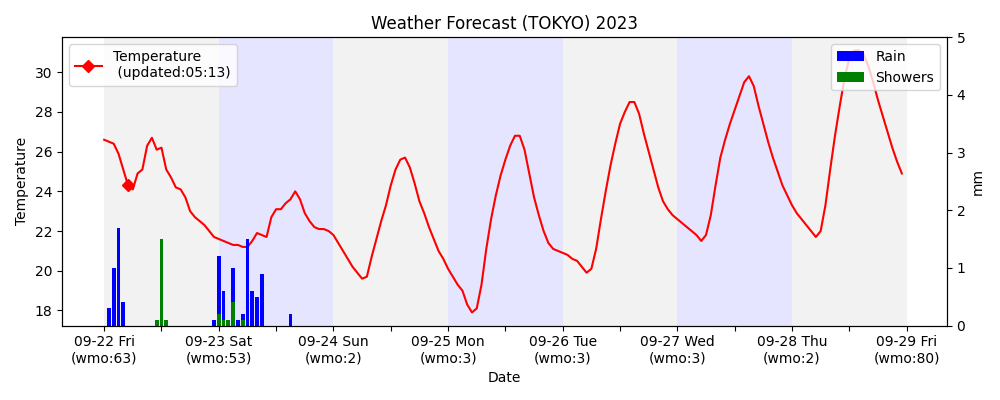 Weather Forecast (TOKYO) 2023
Temperature
(updated:05:13)
Rain
Showers
Temperature
30
28
26
24
22
20
18
5
4
3
2
1
0
mm
09-22 Fri
(wmo:63)
09-23 Sat
(wmo:53)
09-24 Sun
(wmo:2)
09-25 Mon
(wmo:3)
09-26 Tue
(wmo:3)
09-27 Wed
(wmo:3)
09-28 Thu
(wmo:2)
09-29 Fri
(wmo:80)
Date